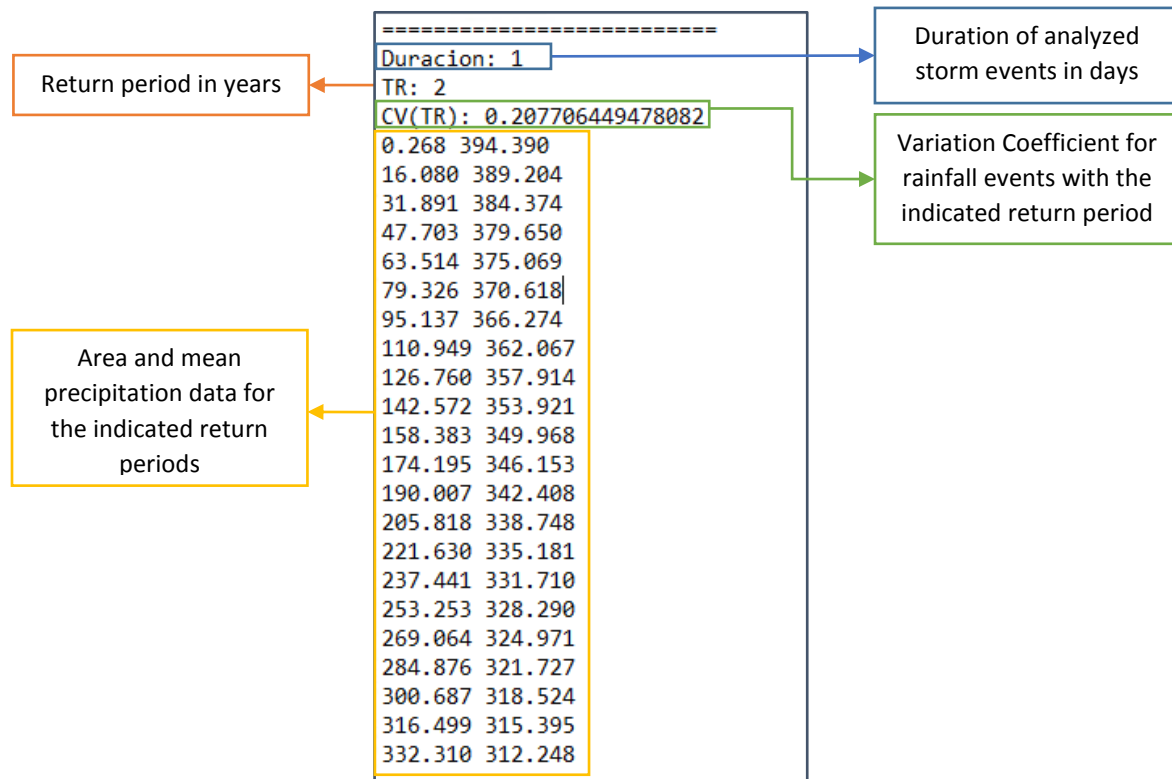 ==========================
Duracion: 1
TR: 2
CV(TR): 0.207706449478082
0.268 394.390
16.080 389.204
31.891 384.374
47.703 379.650
63.514 375.069
79.326 370.618
95.137 366.274
110.949 362.067
126.760 357.914
142.572 353.921
158.383 349.968
174.195 346.153
190.007 342.408
205.818 338.748
221.630 335.181
237.441 331.710
253.253 328.290
269.064 324.971
284.876 321.727
300.687 318.524
316.499 315.395
332.310 312.248
Return period in years
Area and mean
precipitation data for
the indicated return
periods
Duration of analyzed
storm events in days
Variation Coefficient for
rainfall events with the
indicated return period